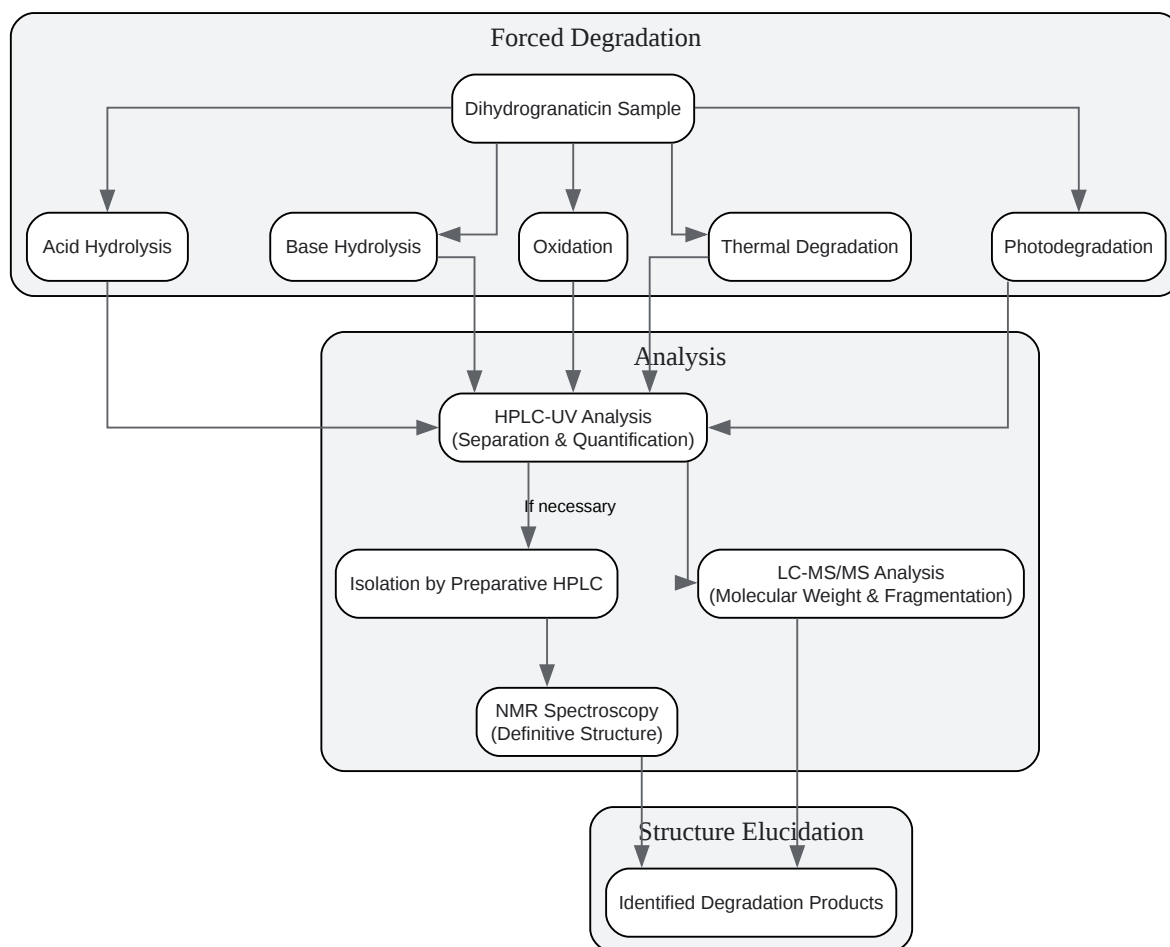 Forced Degradation
Dihydrogranaticin Sample
Acid Hydrolysis
Base Hydrolysis
Oxidation
Thermal Degradation
Photodegradation
Analysis
HPLC-UV Analysis
(Separation & Quantification)
If necessary
Isolation by Preparative HPLC
LC-MS/MS Analysis
(Molecular Weight & Fragmentation)
NMR Spectroscopy
(Definitive Structure)
Structure Elucidation
Identified Degradation Products